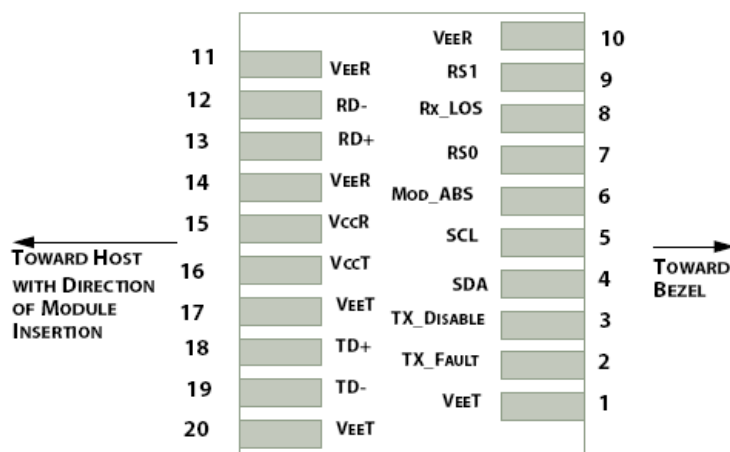 VEER 10
11 VEER
RS1 9
12 RD-
Rx_LOS 8
13 RD+
RS0 7
14 VEER
MOD_ABS 6
15 VCCR
SCL 5
16 VCCT
SDA 4
17 VEET
TX_DISABLE 3
18 TD+
TX_FAULT 2
19 TD-
VEET 1
20 VEET
TOWARD HOST
WITH DIRECTION
OF MODULE
INSERTION
TOWARD
BEZEL